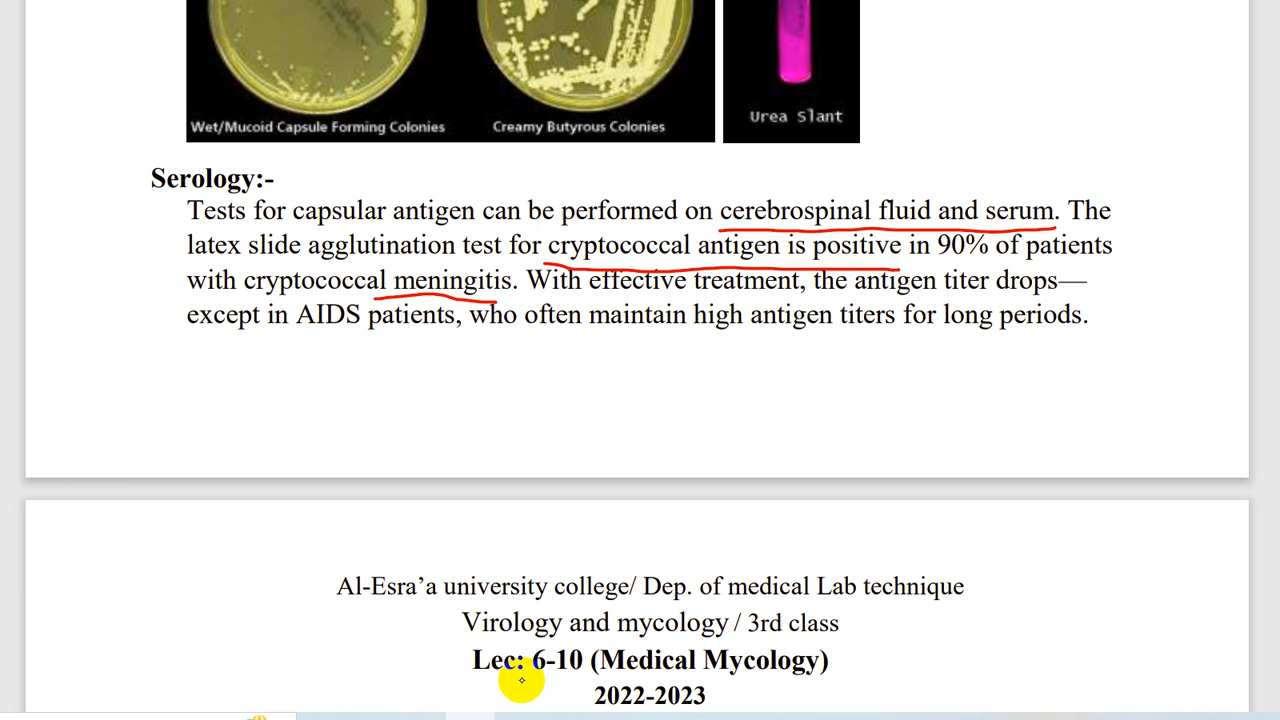 Wet/Mucoid Capsule Forming Colonies
Creamy Butyrous Colonies
Urea Slant
Serology:-
Tests for capsular antigen can be performed on cerebrospinal fluid and serum. The
latex slide agglutination test for cryptococcal antigen is positive in 90% of patients
with cryptococcal meningitis. With effective treatment, the antigen titer drops—
except in AIDS patients, who often maintain high antigen titers for long periods.
Al-Esra’a university college/ Dep. of medical Lab technique
Virology and mycology / 3rd class
Lec: 6-10 (Medical Mycology)
2022-2023